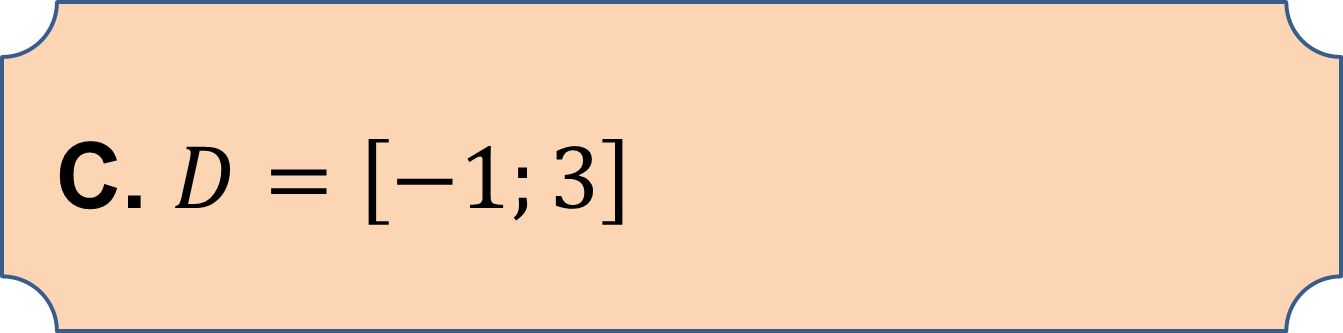 C. D = [−1; 3]